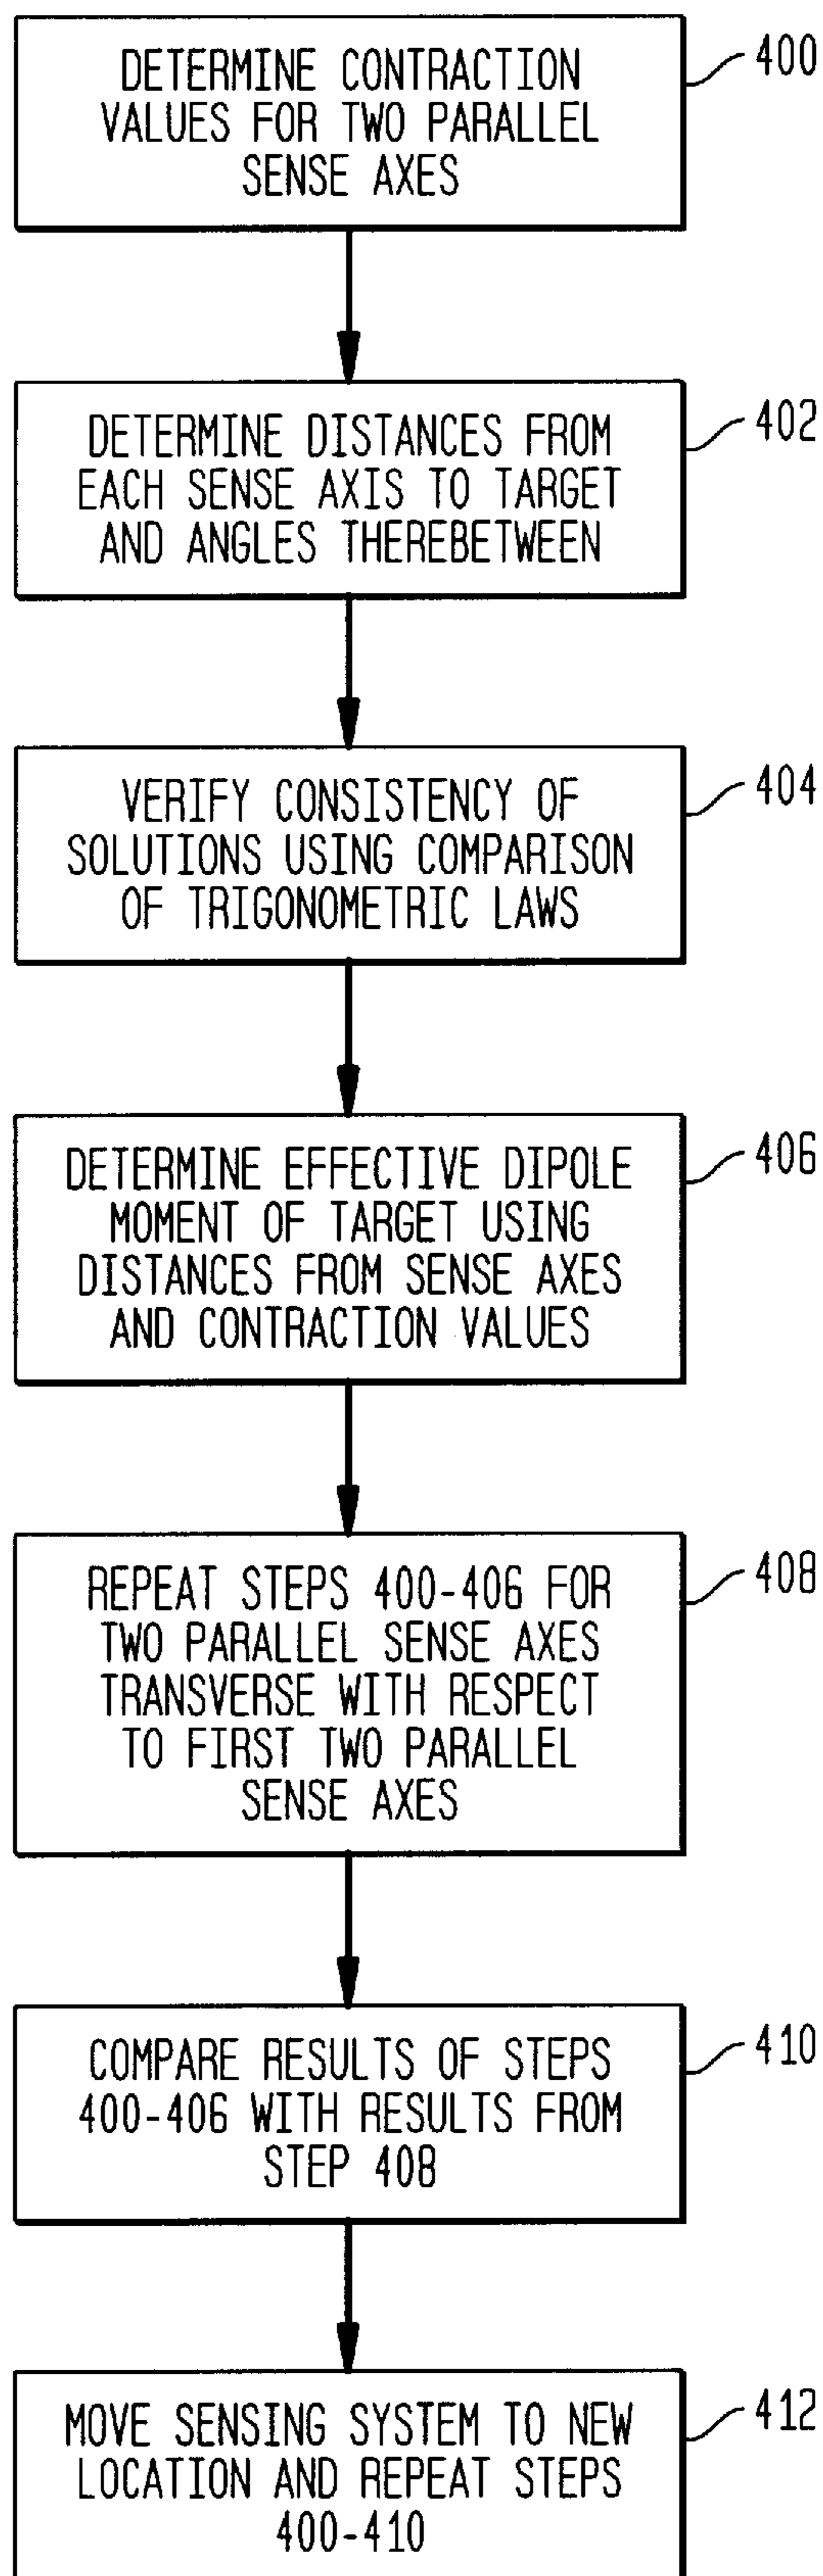 DETERMINE CONTRACTION
VALUES FOR TWO PARALLEL
SENSE AXES
400
DETERMINE DISTANCES FROM
EACH SENSE AXIS TO TARGET
AND ANGLES THEREBETWEEN
402
VERIFY CONSISTENCY OF
SOLUTIONS USING COMPARISON
OF TRIGONOMETRIC LAWS
404
DETERMINE EFFECTIVE DIPOLE
MOMENT OF TARGET USING
DISTANCES FROM SENSE AXES
AND CONTRACTION VALUES
406
REPEAT STEPS 400-406 FOR
TWO PARALLEL SENSE AXES
TRANSVERSE WITH RESPECT
TO FIRST TWO PARALLEL
SENSE AXES
408
COMPARE RESULTS OF STEPS
400-406 WITH RESULTS FROM
STEP 408
410
MOVE SENSING SYSTEM TO NEW
LOCATION AND REPEAT STEPS
400-410
412